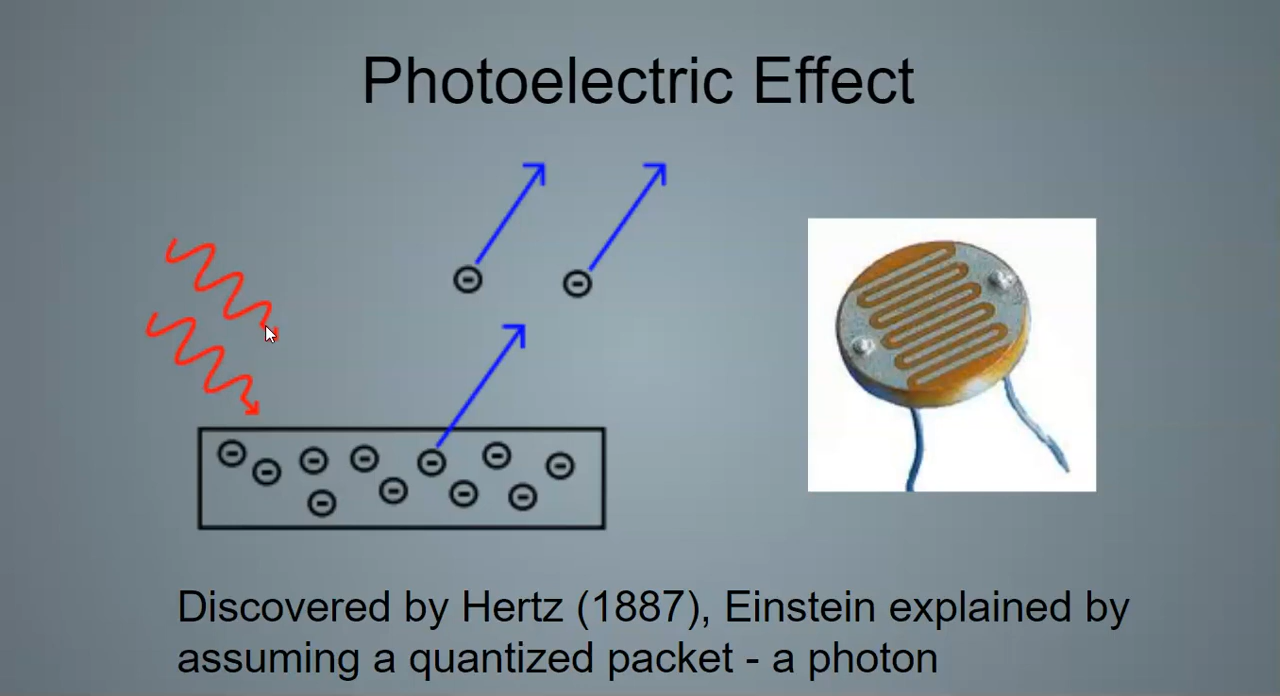 Photoelectric Effect
Discovered by Hertz (1887), Einstein explained by
assuming a quantized packet - a photon